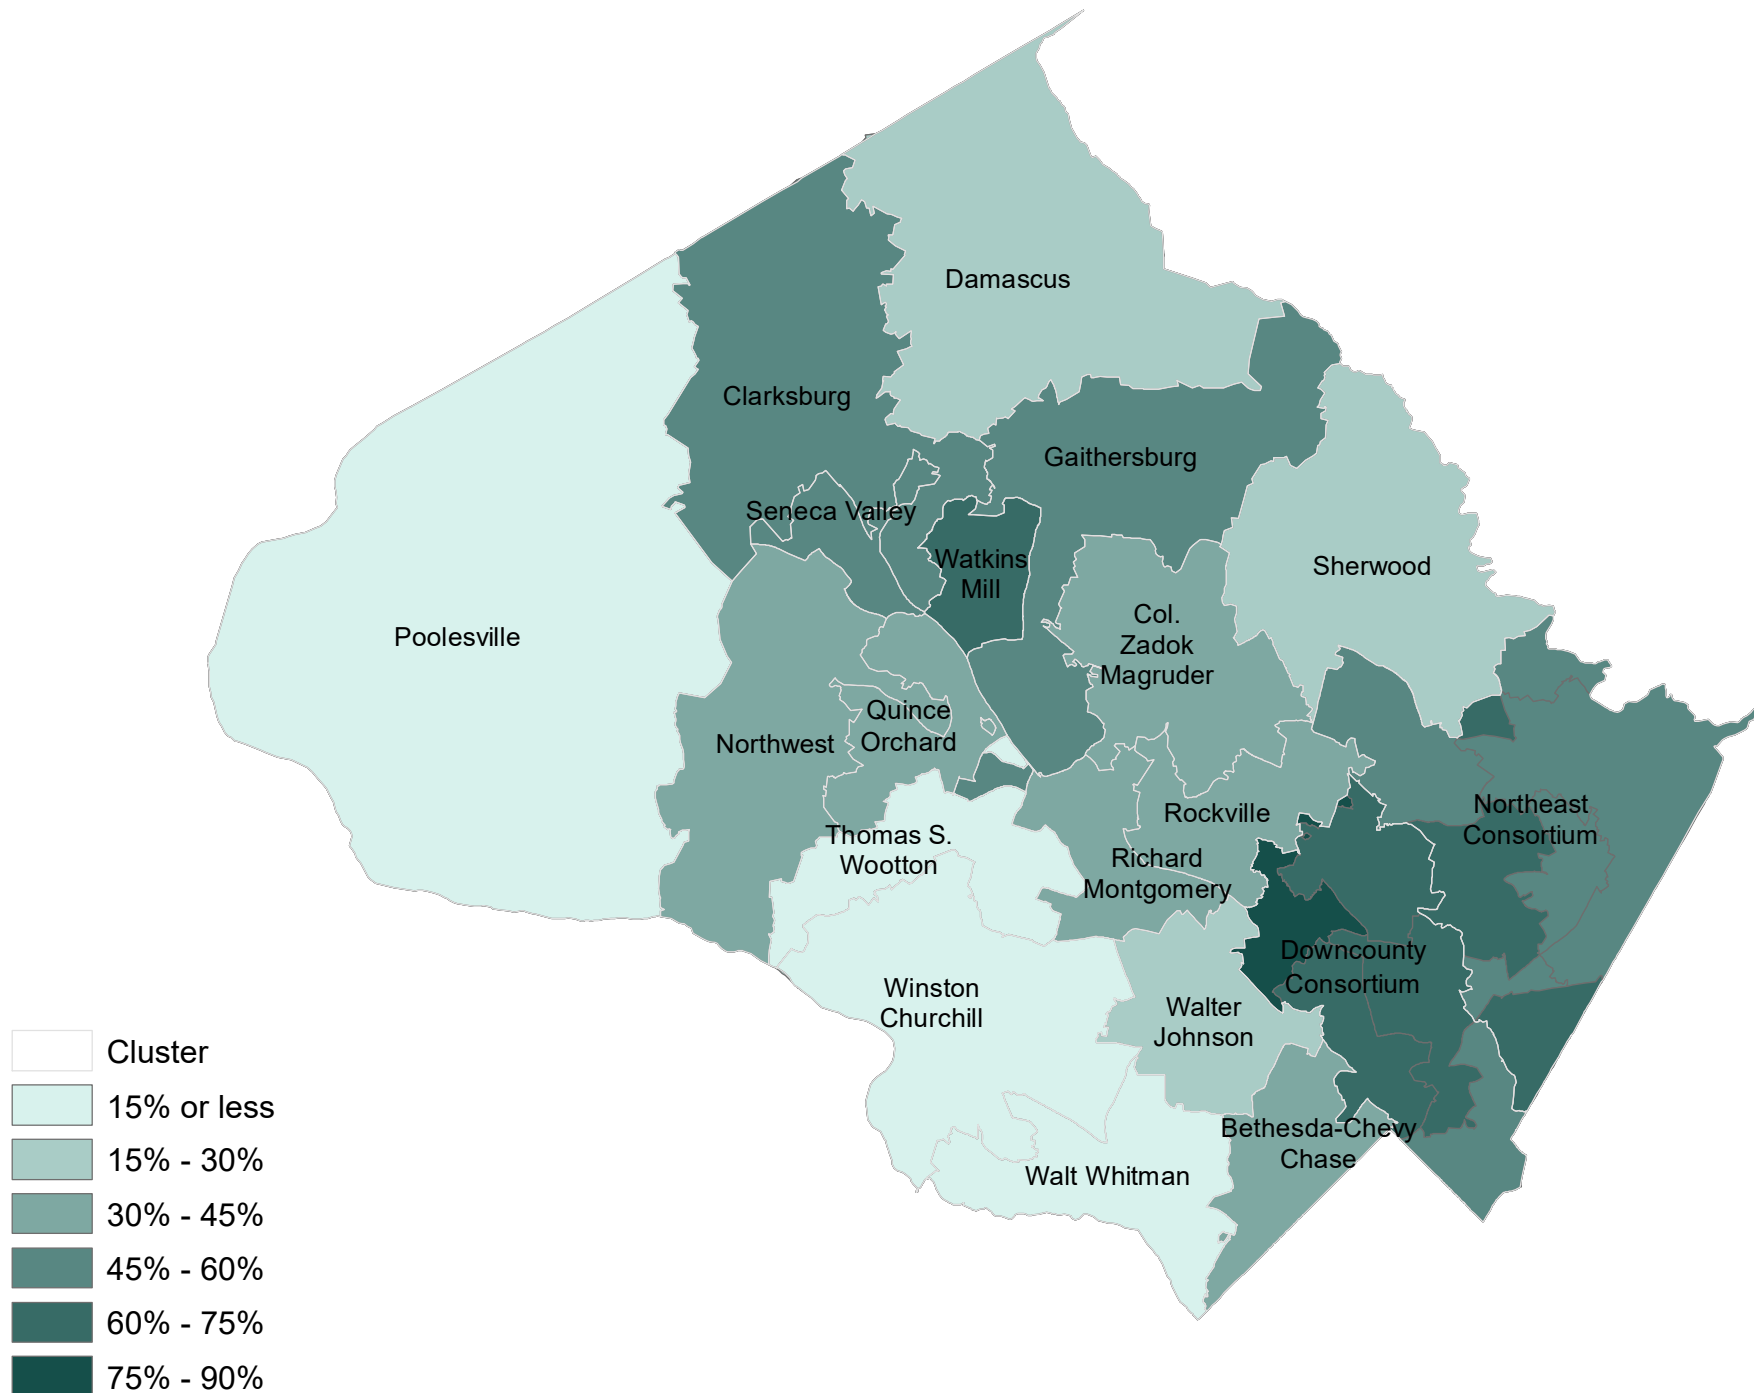 Damascus
Clarksburg
Gaithersburg
Seneca Valley
Watkins
Mill
Sherwood
Poolesville
Col.
Zadok
Magruder
Quince
Orchard
Northwest
Northeast
Consortium
Rockville
Thomas S.
Wootton
Richard
Montgomery
Downcounty
Consortium
Winston
Churchill
Walter
Johnson
Bethesda-Chevy
Chase
Walt Whitman
Cluster
15% or less
15% - 30%
30% - 45%
45% - 60%
60% - 75%
75% - 90%